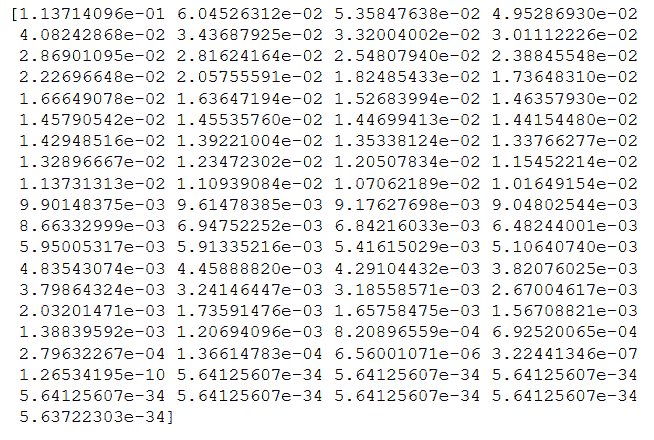 [1.13714096e-01 6.04526312e-02 5.35847638e-02 4.95286930e-02
4.08242868e-02 3.43687925e-02 3.32004002e-02 3.01112226e-02
2.86901095e-02 2.81624164e-02 2.54807940e-02 2.38845548e-02
2.22696648e-02 2.05755591e-02 1.82485433e-02 1.73648310e-02
1.66649078e-02 1.63647194e-02 1.52683994e-02 1.46357930e-02
1.45790542e-02 1.45535760e-02 1.44699413e-02 1.44154480e-02
1.42948516e-02 1.39221004e-02 1.35338124e-02 1.33766277e-02
1.32896667e-02 1.23472302e-02 1.20507834e-02 1.15452214e-02
1.13731313e-02 1.10939084e-02 1.07062189e-02 1.01649154e-02
9.90148375e-03 9.61478385e-03 9.17627698e-03 9.04802544e-03
8.66332999e-03 6.94752252e-03 6.84216033e-03 6.48244001e-03
5.95005317e-03 5.91335216e-03 5.41615029e-03 5.10640740e-03
4.83543074e-03 4.45888820e-03 4.29104432e-03 3.82076025e-03
3.79864324e-03 3.24146447e-03 3.18558571e-03 2.67004617e-03
2.03201471e-03 1.73591476e-03 1.65758475e-03 1.56708821e-03
1.38839592e-03 1.20694096e-03 8.20896559e-04 6.92520065e-04
2.79632267e-04 1.36614783e-04 6.56001071e-06 3.22441346e-07
1.26534195e-10 5.64125607e-34 5.64125607e-34 5.64125607e-34
5.64125607e-34 5.64125607e-34 5.64125607e-34 5.64125607e-34
5.63722303e-34]